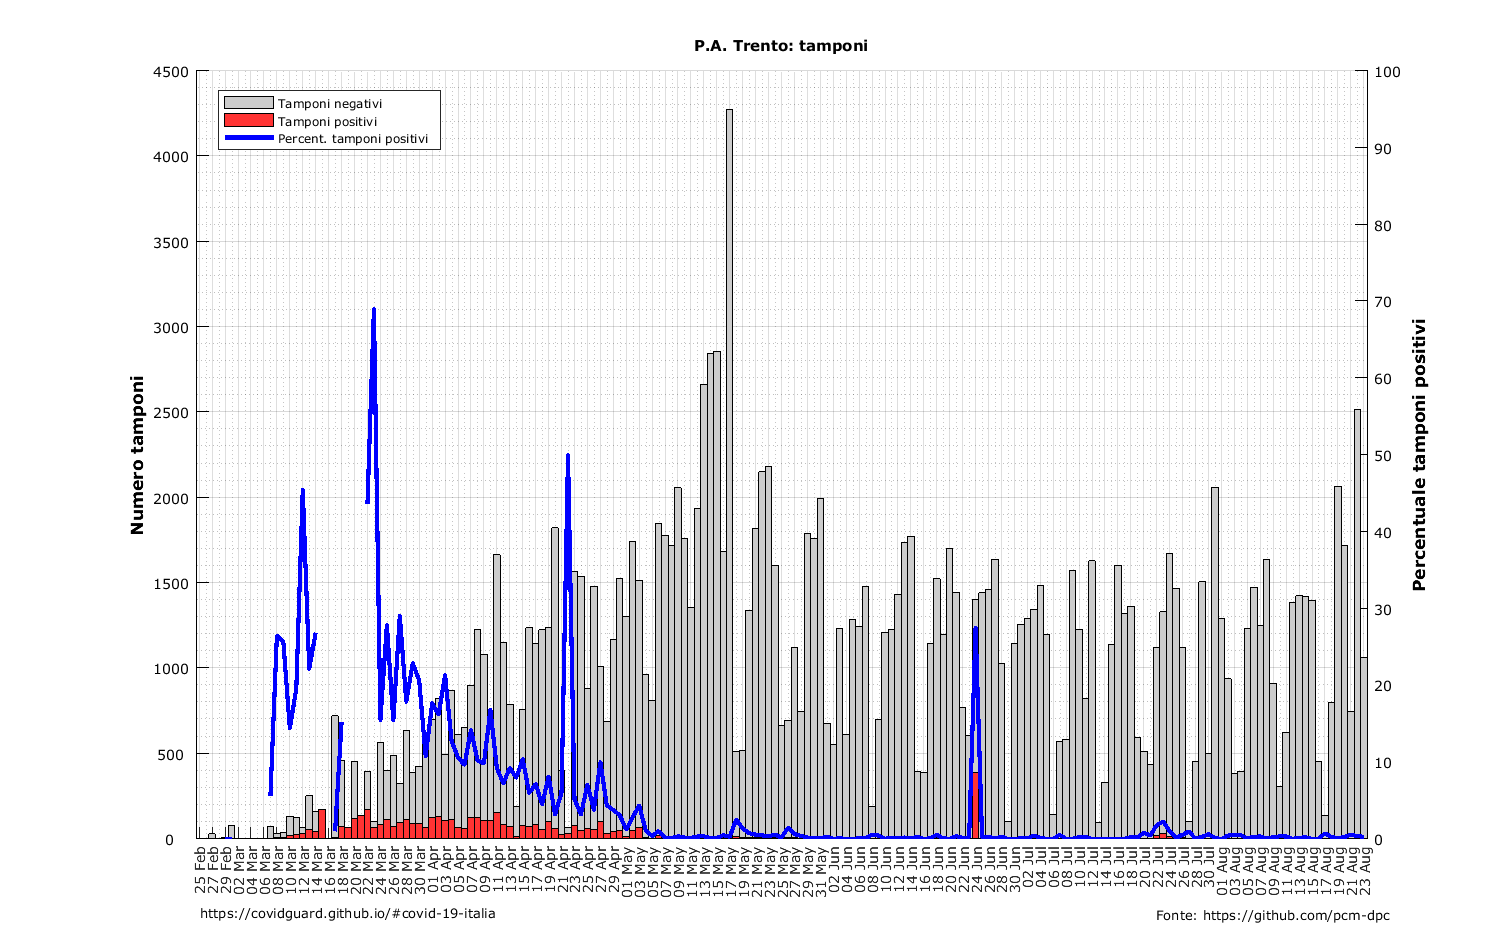 P.A. Trento: tamponi
4500
4000
3500
3000
2500
2000
1500
1000
500
0
Numero tamponi
Tamponi negativi
Tamponi positivi
Percent. tamponi positivi
100
90
80
70
60
50
40
30
20
10
0
Percentuale tamponi positivi
25 Feb
27 Feb
29 Feb
02 Mar
04 Mar
06 Mar
08 Mar
10 Mar
12 Mar
14 Mar
16 Mar
18 Mar
20 Mar
22 Mar
24 Mar
26 Mar
28 Mar
30 Mar
01 Apr
03 Apr
05 Apr
07 Apr
09 Apr
11 Apr
13 Apr
15 Apr
17 Apr
19 Apr
21 Apr
23 Apr
25 Apr
27 Apr
29 Apr
01 May
03 May
05 May
07 May
09 May
11 May
13 May
15 May
17 May
19 May
21 May
23 May
25 May
27 May
29 May
31 May
02 Jun
04 Jun
06 Jun
08 Jun
10 Jun
12 Jun
14 Jun
16 Jun
18 Jun
20 Jun
22 Jun
24 Jun
26 Jun
28 Jun
30 Jun
02 Jul
04 Jul
06 Jul
08 Jul
10 Jul
12 Jul
14 Jul
16 Jul
18 Jul
20 Jul
22 Jul
24 Jul
26 Jul
28 Jul
30 Jul
01 Aug
03 Aug
05 Aug
07 Aug
09 Aug
11 Aug
13 Aug
15 Aug
17 Aug
19 Aug
21 Aug
23 Aug
https://covidguard.github.io/#covid-19-italia
Fonte: https://github.com/pcm-dpc